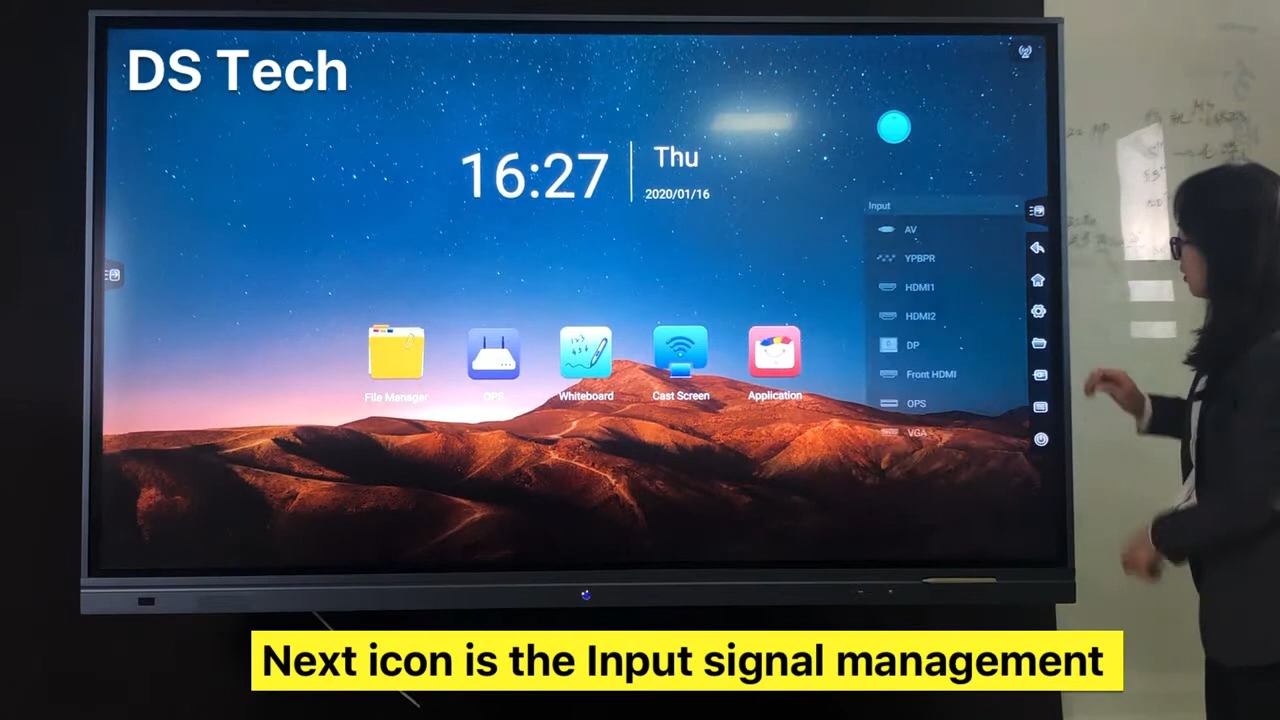 DS Tech
16:27
Thu
2020/01/16
Input
AV
YPBPR
HDMI1
HDMI2
DP
Front HDMI
OPS
VGA
File Manager
OPS
Whiteboard
Cast Screen
Application
Next icon is the Input signal management